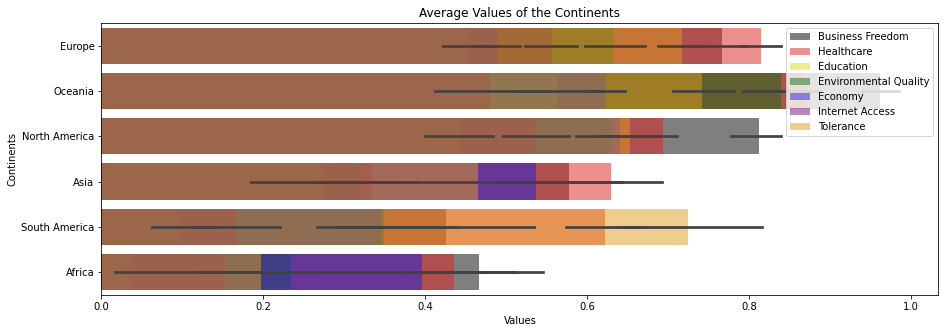 Average Values of the Continents
Business Freedom
Healthcare
Education
Environmental Quality
Economy
Internet Access
Tolerance
Continents
Europe
Oceania
North America
Asia
South America
Africa
0.0 0.2 0.4 0.6 0.8 1.0
Values